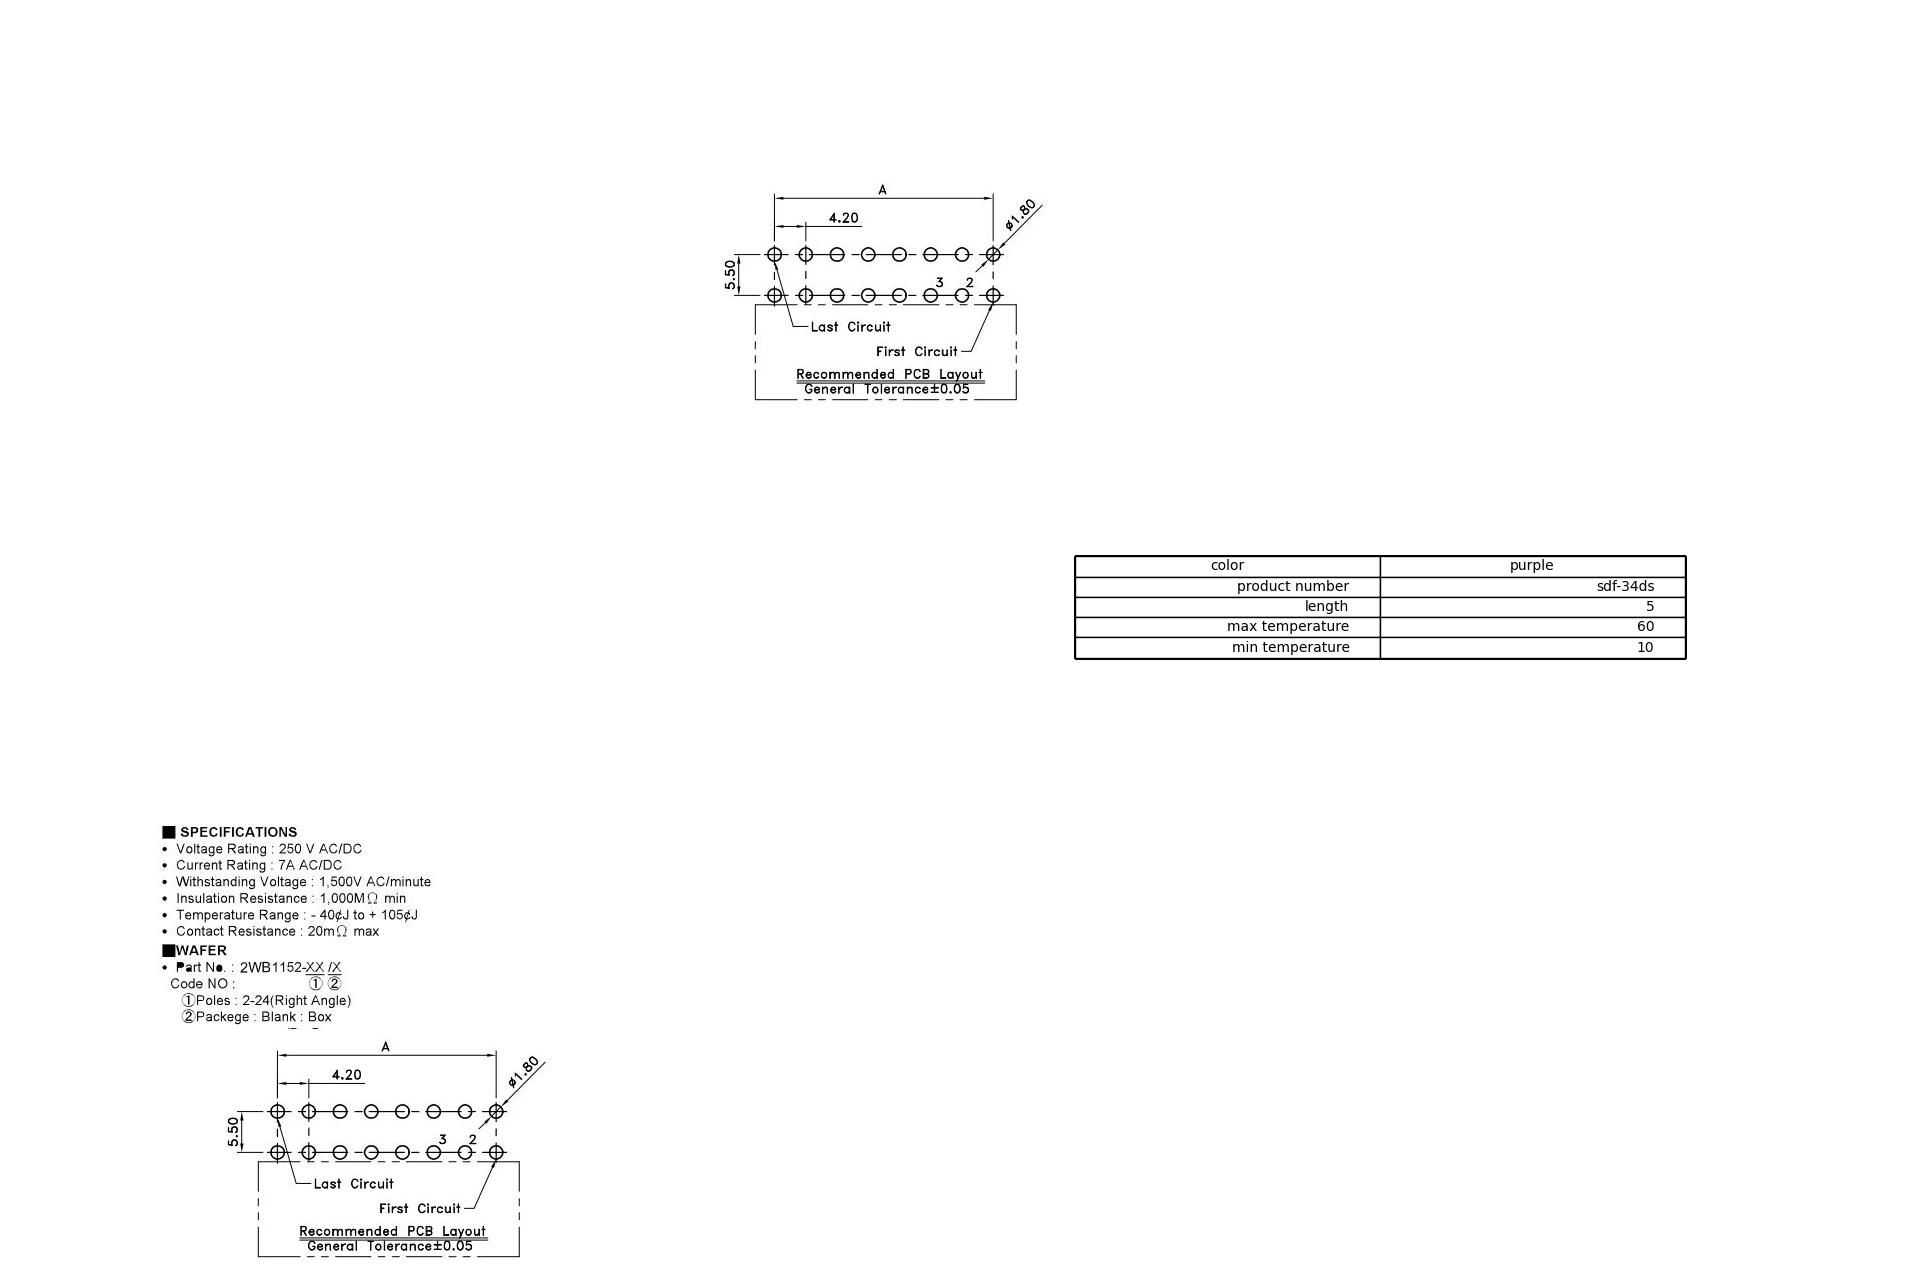 A
4.20
ø1.80
5.50
3 2
Last Circuit
First Circuit
Recommended PCB Layout
General Tolerance±0.05
color purple
product number sdf-34ds
length 5
max temperature 60
min temperature 10
■ SPECIFICATIONS
• Voltage Rating : 250 V AC/DC
• Current Rating : 7A AC/DC
• Withstanding Voltage : 1,500V AC/minute
• Insulation Resistance : 1,000MΩ min
• Temperature Range : - 40¢J to + 105¢J
• Contact Resistance : 20mΩ max
■WAFER
• Part No. : 2WB1152-XX /X
Code NO : ① ②
①Poles : 2-24(Right Angle)
②Packege : Blank : Box
A
4.20
ø1.80
5.50
3 2
Last Circuit
First Circuit
Recommended PCB Layout
General Tolerance±0.05